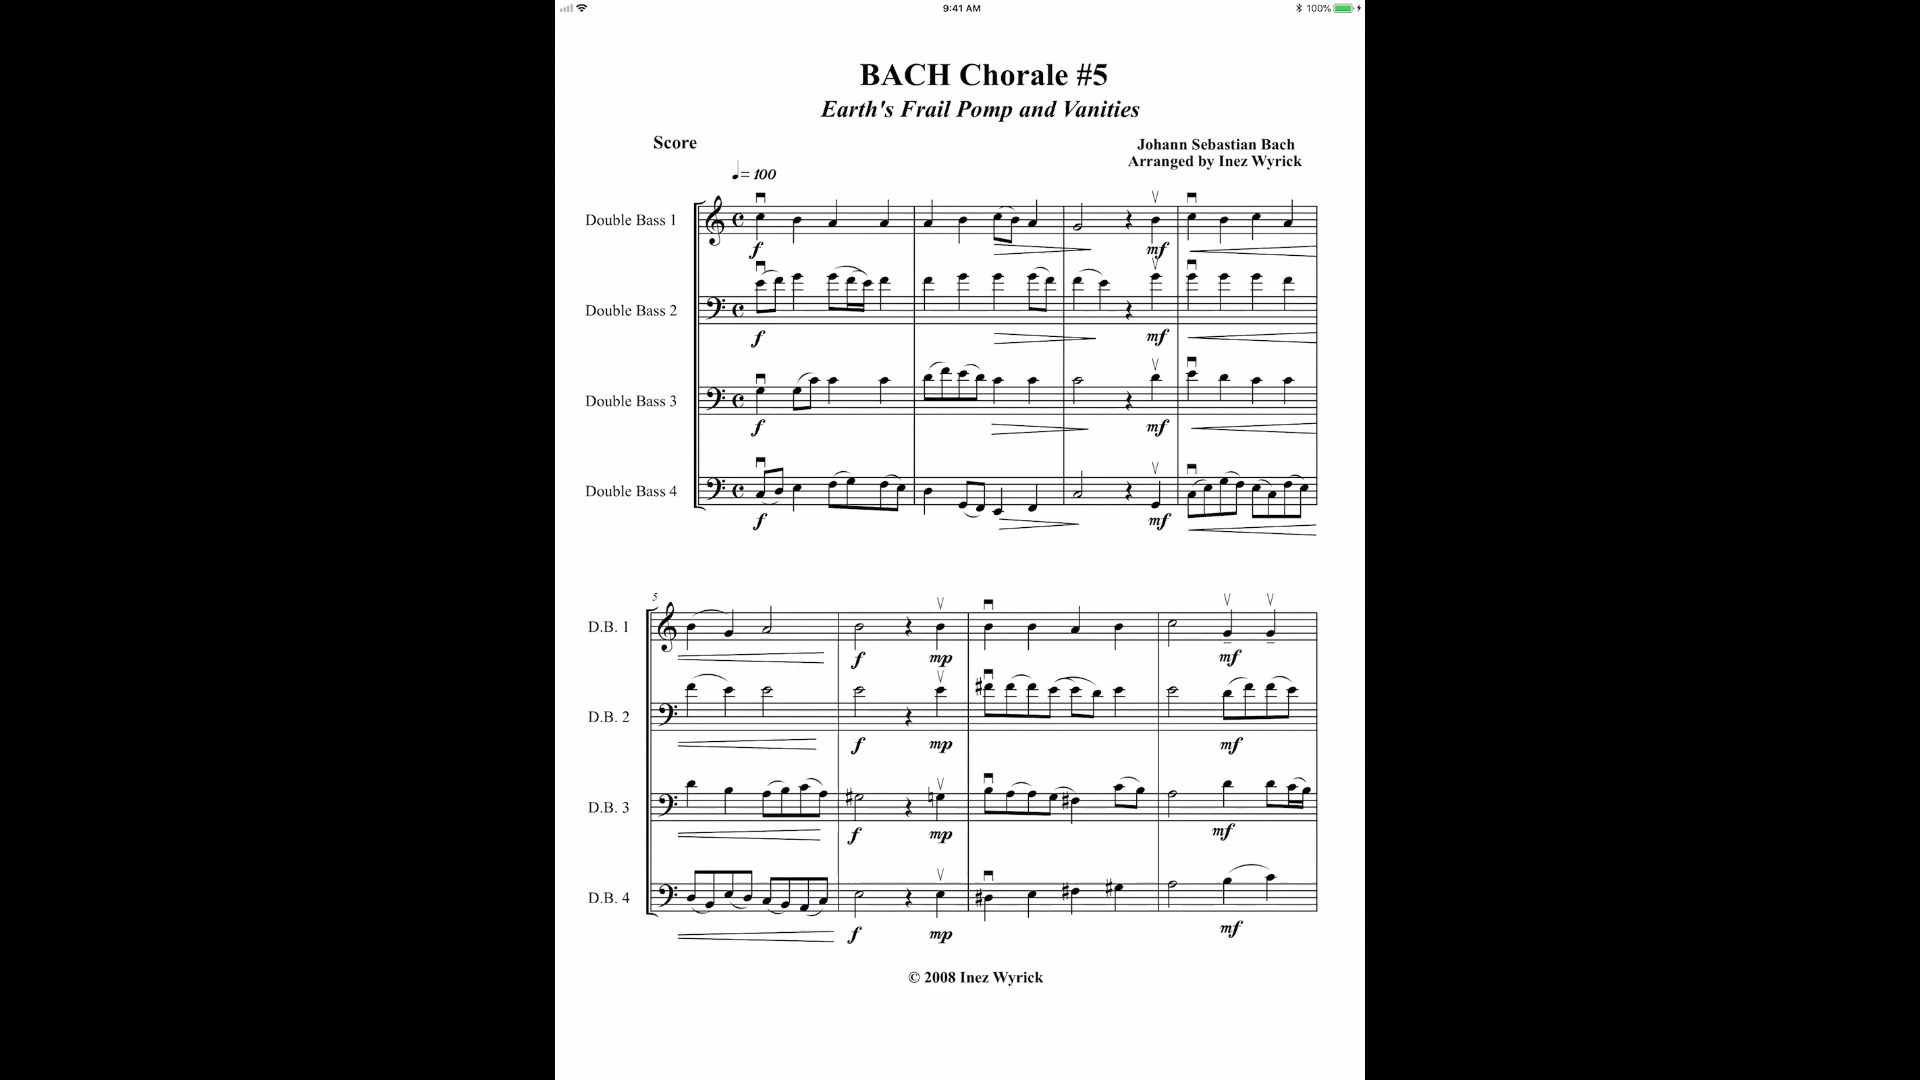 9:41 AM
100%
BACH Chorale #5
Earth's Frail Pomp and Vanities
Score
Johann Sebastian Bach
Arranged by Inez Wyrick
♩= 100
Double Bass 1
f
mf
Double Bass 2
f
mf
Double Bass 3
f
mf
Double Bass 4
f
mf
5
D.B. 1
f
mp
mf
D.B. 2
f
mp
mf
D.B. 3
f
mp
mf
D.B. 4
f
mp
mf
© 2008 Inez Wyrick